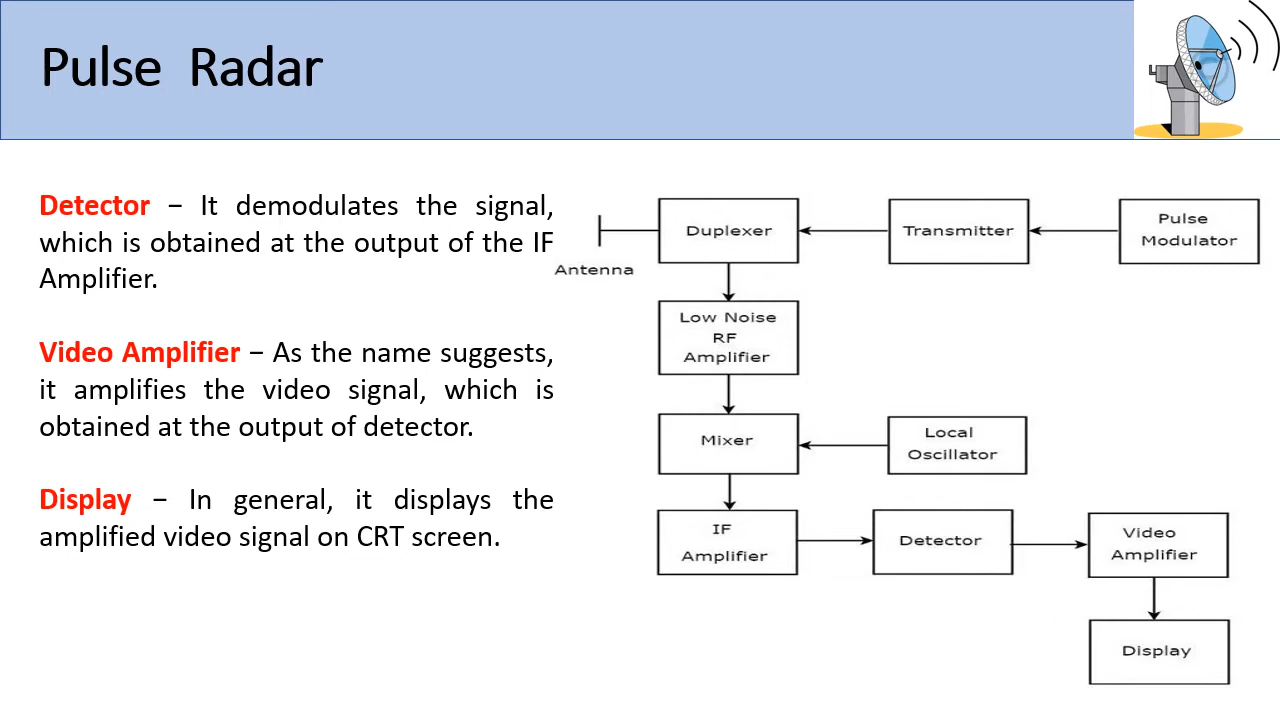 Pulse Radar
Detector − It demodulates the signal,
which is obtained at the output of the IF
Amplifier.
Video Amplifier − As the name suggests,
it amplifies the video signal, which is
obtained at the output of detector.
Display − In general, it displays the
amplified video signal on CRT screen.
Antenna
Duplexer
Transmitter
Pulse
Modulator
Low Noise
RF
Amplifier
Mixer
Local
Oscillator
IF
Amplifier
Detector
Video
Amplifier
Display